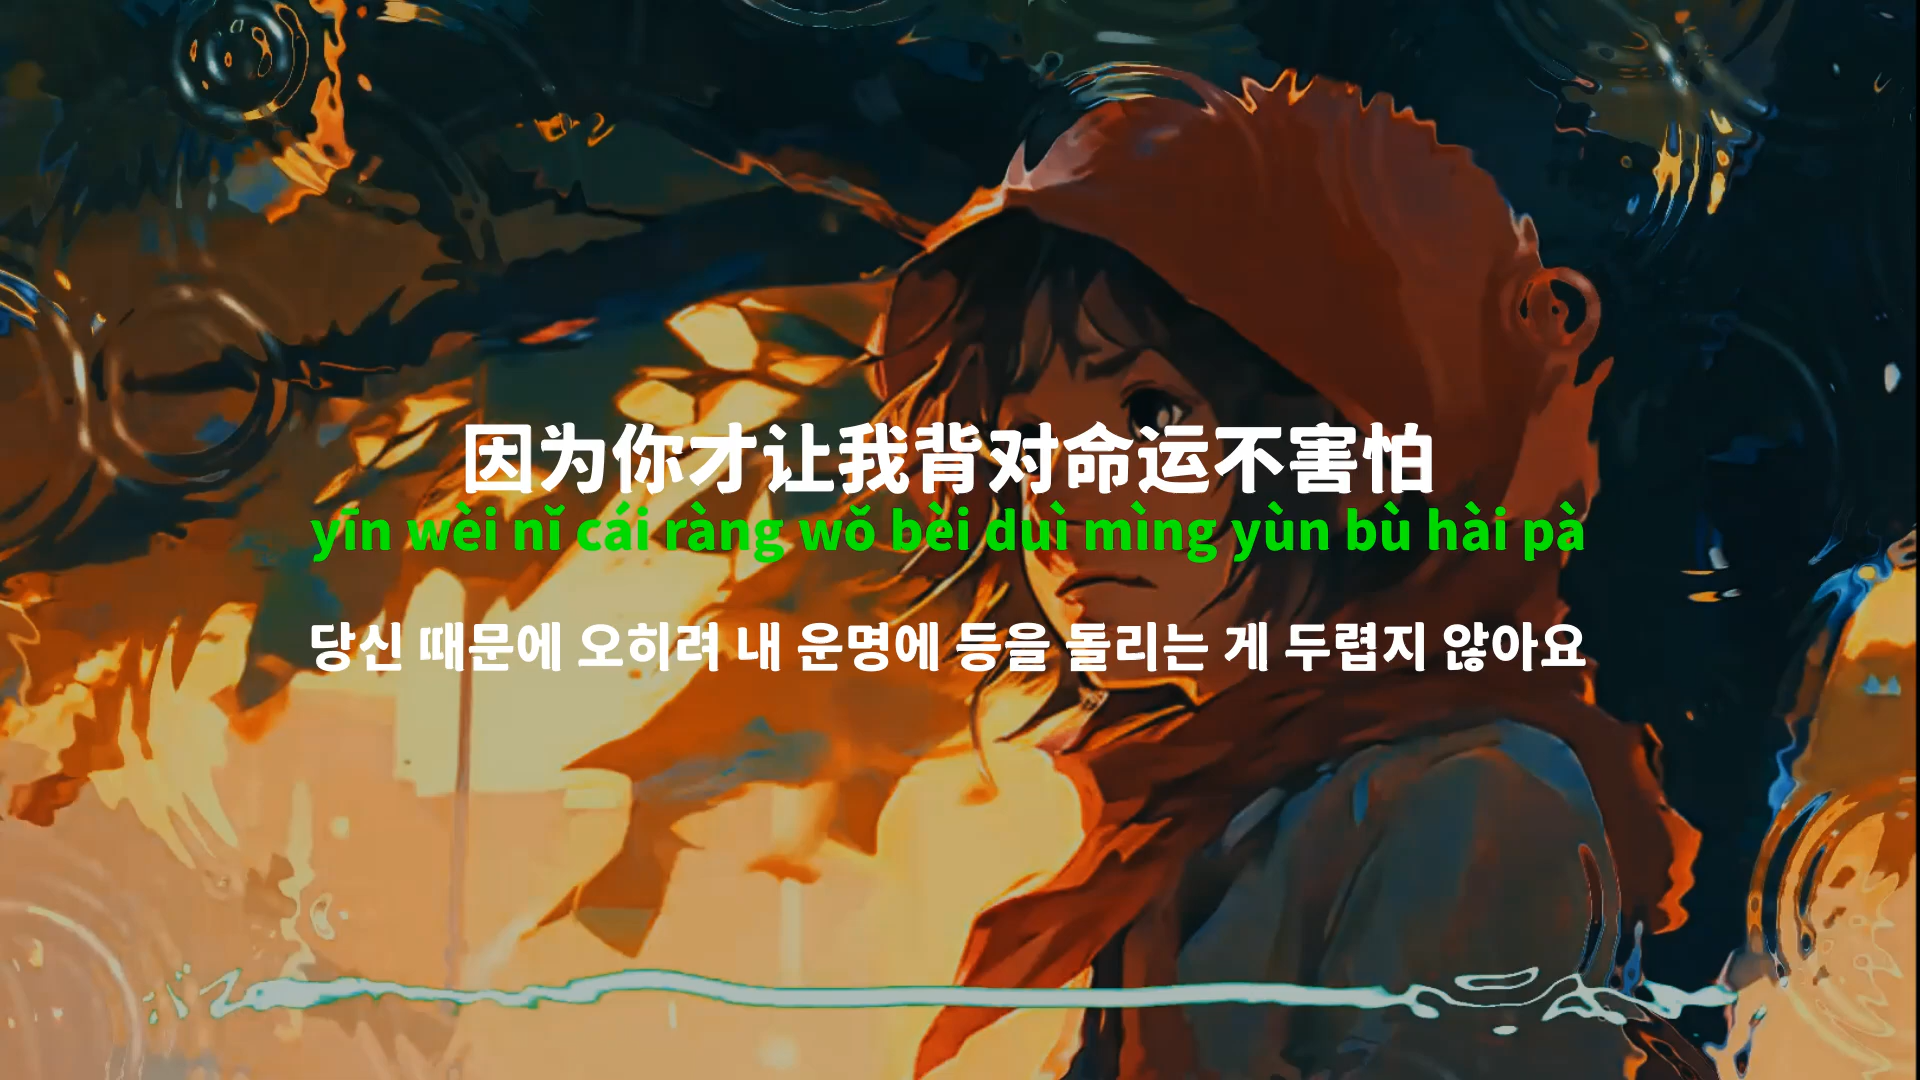 因为你才让我背对命运不害怕
yīn wèi nǐ cái ràng wǒ bèi duì mìng yùn bù hài pà
당신 때문에 오히려 내 운명에 등을 돌리는 게 두렵지 않아요